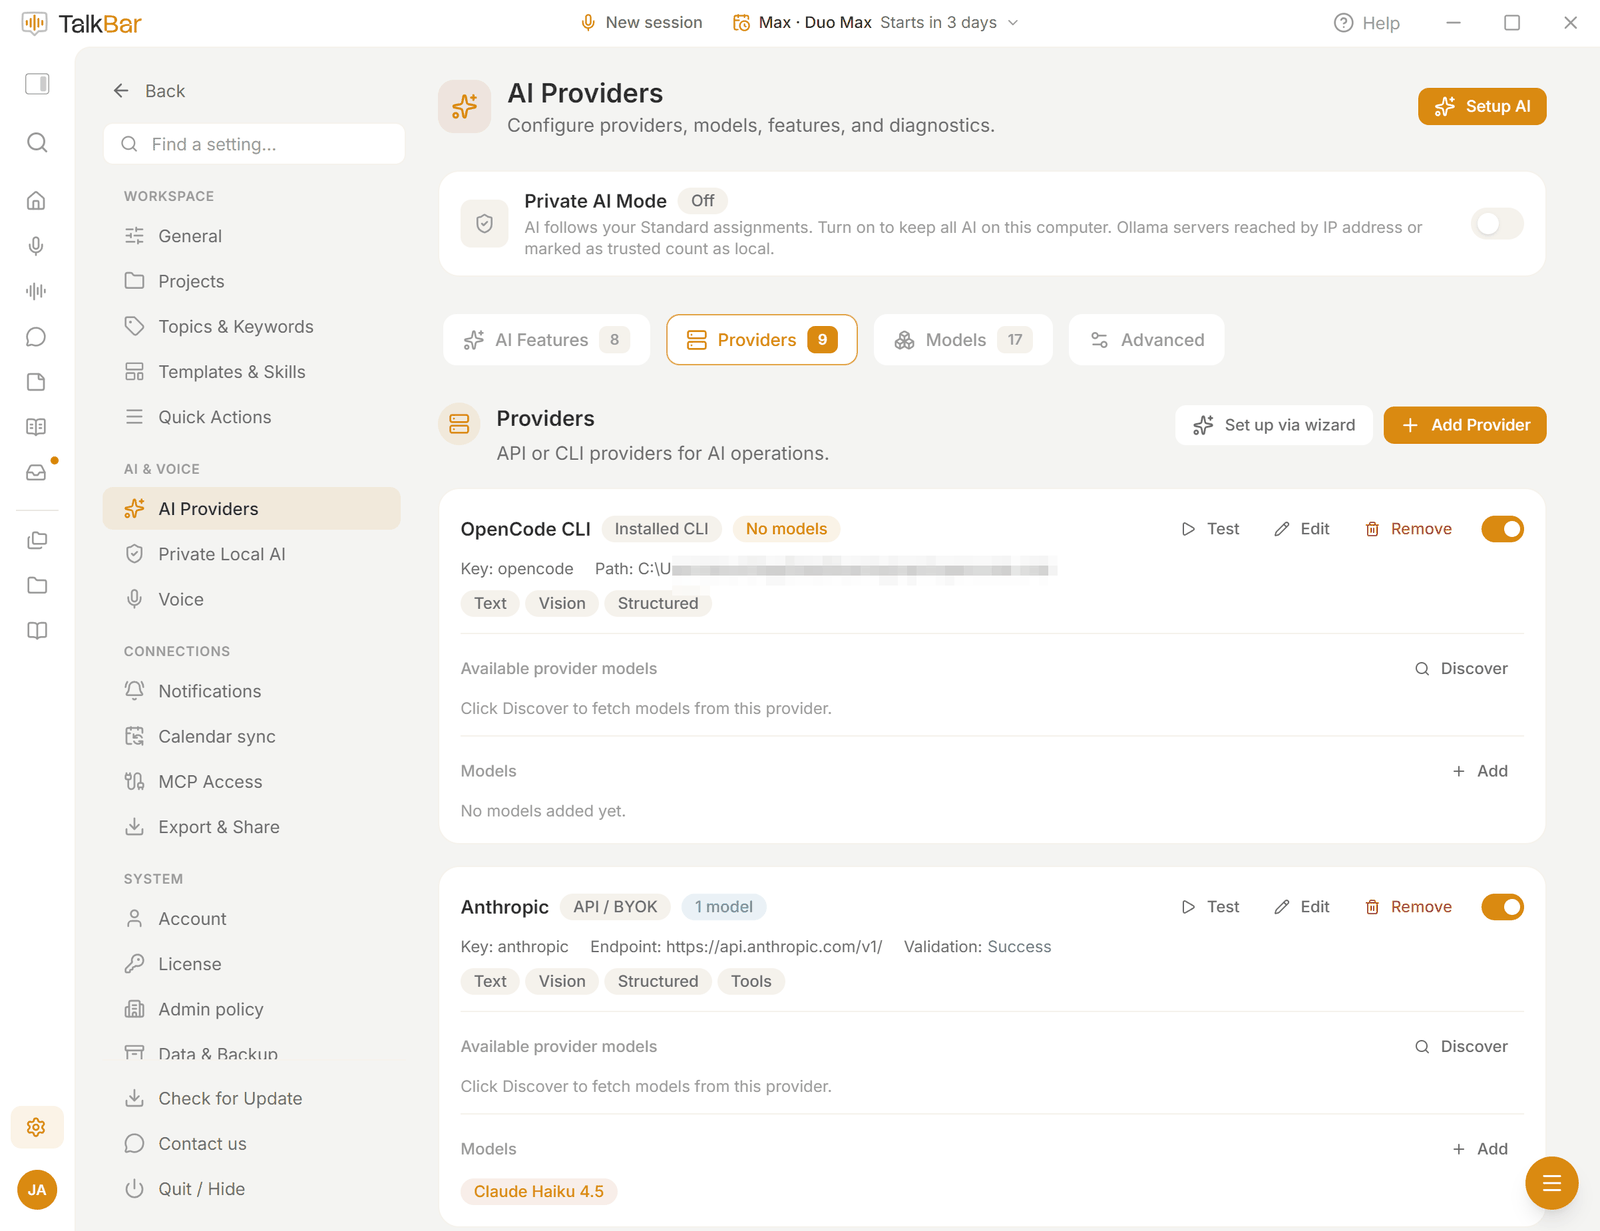 TalkBar
New session
Max · Duo Max Starts in 3 days
Help
Back
Find a setting...
WORKSPACE
General
Projects
Topics & Keywords
Templates & Skills
Quick Actions
AI & VOICE
AI Providers
Private Local AI
Voice
CONNECTIONS
Notifications
Calendar sync
MCP Access
Export & Share
SYSTEM
Account
License
Admin policy
Data & Backup
Check for Update
Contact us
Quit / Hide
JA
AI Providers
Configure providers, models, features, and diagnostics.
Setup AI
Private AI Mode Off
AI follows your Standard assignments. Turn on to keep all AI on this computer. Ollama servers reached by IP address or
marked as trusted count as local.
AI Features 8
Providers 9
Models 17
Advanced
Providers
API or CLI providers for AI operations.
Set up via wizard
Add Provider
OpenCode CLI Installed CLI No models
Test Edit Remove
Key: opencode Path: C:\U
Text Vision Structured
Available provider models
Discover
Click Discover to fetch models from this provider.
Models
Add
No models added yet.
Anthropic API / BYOK 1 model
Test Edit Remove
Key: anthropic Endpoint: https://api.anthropic.com/v1/ Validation: Success
Text Vision Structured Tools
Available provider models
Discover
Click Discover to fetch models from this provider.
Models
Add
Claude Haiku 4.5